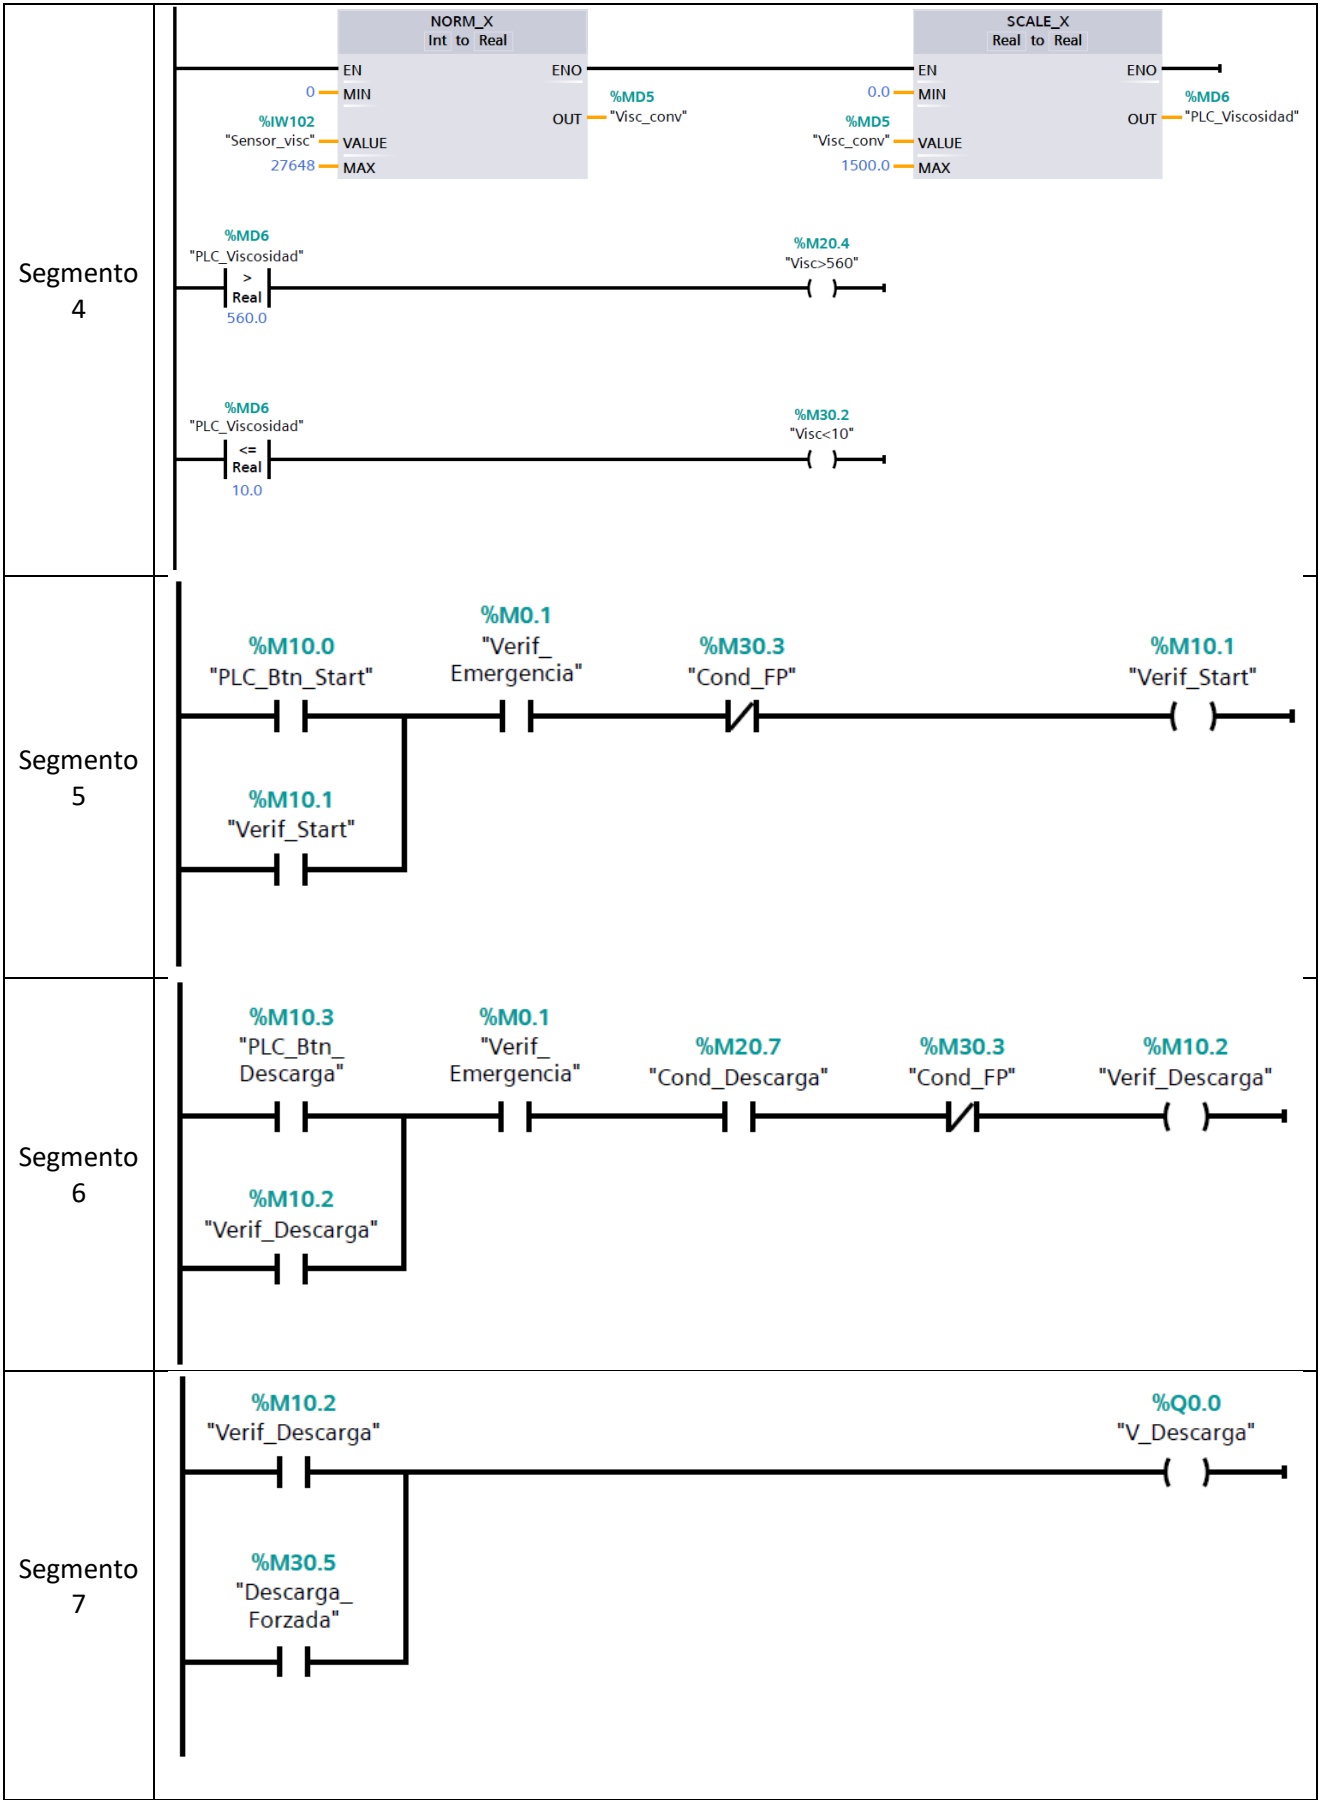 NORM_X
Int to Real
EN
ENO
0
MIN
%MD5
"Visc_conv"
OUT
%IW102
"Sensor_visc"
VALUE
27648
MAX
SCALE_X
Real to Real
EN
ENO
0.0
MIN
%MD6
"PLC_Viscosidad"
OUT
%MD5
"Visc_conv"
VALUE
1500.0
MAX
Segmento
4
%MD6
"PLC_Viscosidad"
>
Real
560.0
%M20.4
"Visc>560"
%MD6
"PLC_Viscosidad"
<=
Real
10.0
%M30.2
"Visc<10"
Segmento
5
%M10.0
"PLC_Btn_Start"
%M0.1
"Verif_
Emergencia"
%M30.3
"Cond_FP"
%M10.1
"Verif_Start"
%M10.1
"Verif_Start"
Segmento
6
%M10.3
"PLC_Btn_
Descarga"
%M0.1
"Verif_
Emergencia"
%M20.7
"Cond_Descarga"
%M30.3
"Cond_FP"
%M10.2
"Verif_Descarga"
%M10.2
"Verif_Descarga"
Segmento
7
%M10.2
"Verif_Descarga"
%Q0.0
"V_Descarga"
%M30.5
"Descarga_
Forzada"